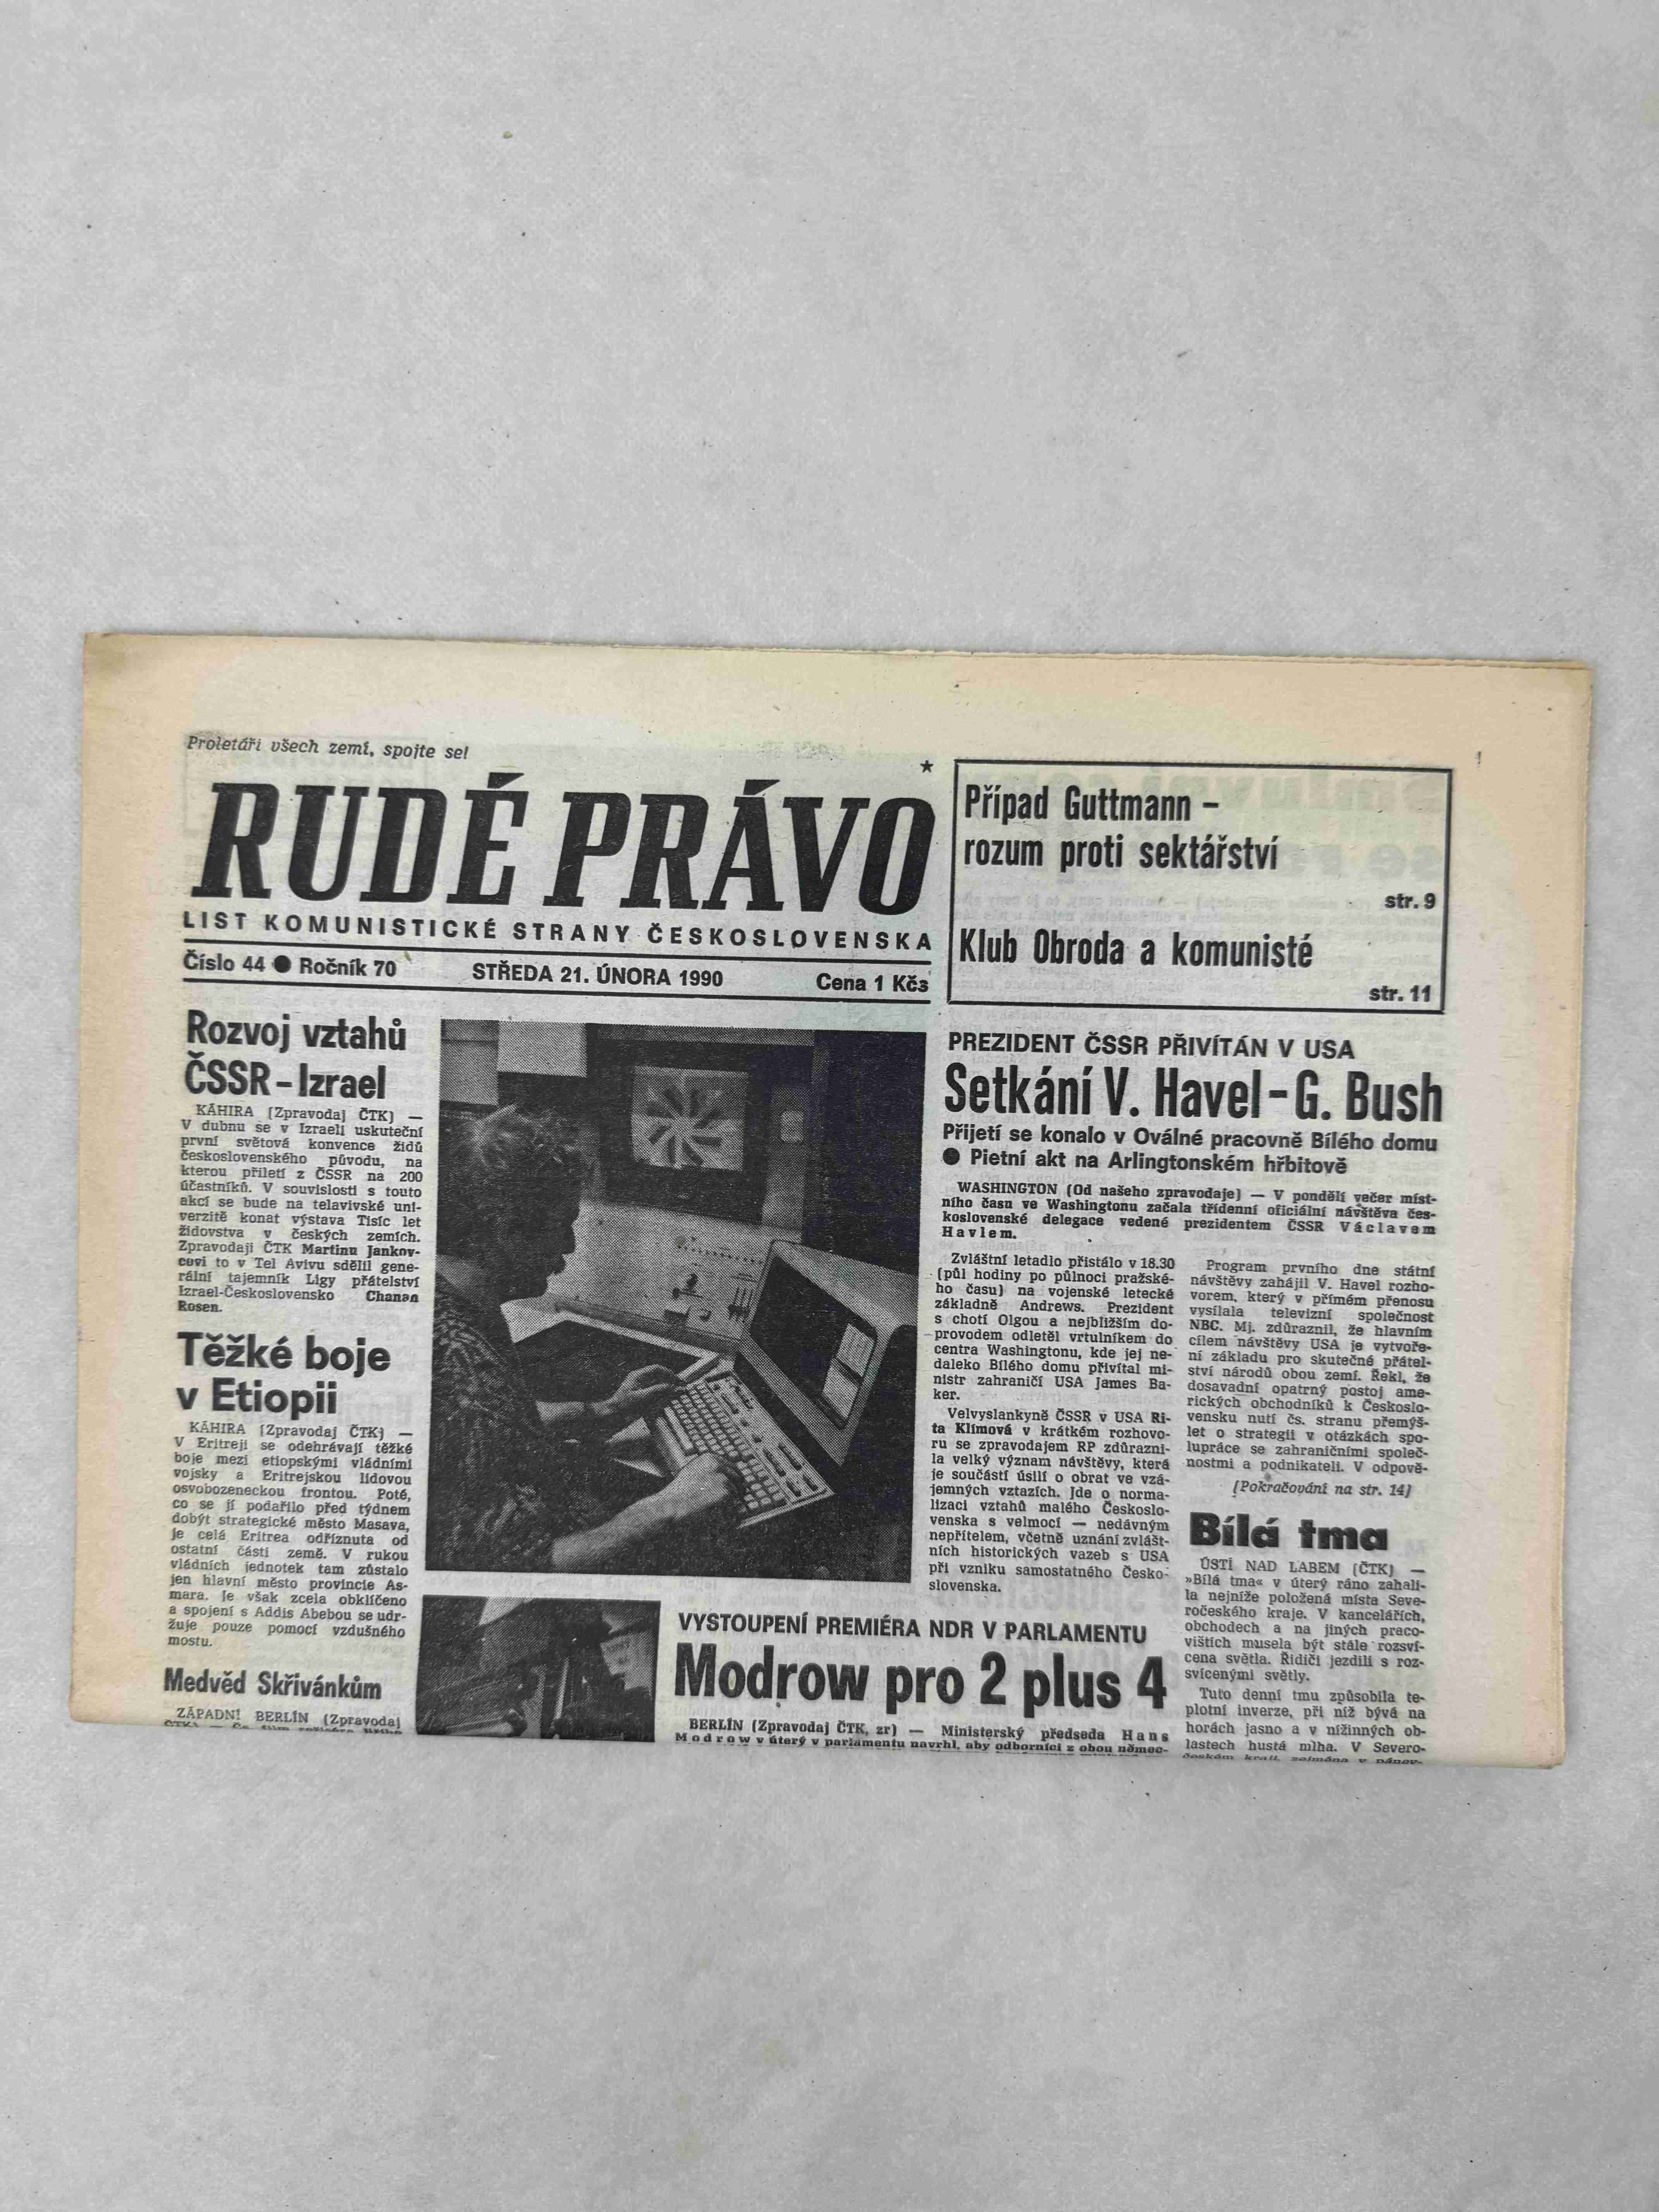 Proletáři všech zemí, spojte se!
RUDÉ PRÁVO
LIST KOMUNISTICKÉ STRANY ČESKOSLOVENSKA
Číslo 44 ● Ročník 70
STŘEDA 21. ÚNORA 1990
Cena 1 Kčs
Případ Guttmann –
rozum proti sektářství
str. 9
Klub Obroda a komunisté
str. 11
Rozvoj vztahů
ČSSR – Izrael
KÁHIRA (Zpravodaj ČTK) —
V dubnu se v Izraeli uskuteční
první světová konvence židů
československého původu, na
kterou přiletí z ČSSR na 200
účastníků. V souvislosti s touto
akcí se bude na telavivské uni-
verzitě konat výstava Tisíc let
židovstva v českých zemích.
Zpravodaji ČTK Martinu Jankov-
covi to v Tel Avivu sdělil gene-
rální tajemník Ligy přátelství
Izrael-Československo Chanan
Rosen.
Těžké boje
v Etiopii
KÁHIRA (Zpravodaj ČTK) —
V Eritreji se odehrávají těžké
boje mezi etiopskými vládními
vojsky a Eritrejskou lidovou
osvobozeneckou frontou. Poté,
co se jí podařilo před týdnem
dobýt strategické město Masava,
je celá Eritrea odříznuta od
ostatní části země. V rukou
vládních jednotek tam zůstalo
jen hlavní město provincie As-
mara. Je však zcela obklíčeno
a spojení s Addis Abebou se udr-
žuje pouze pomocí vzdušného
mostu.
Medvěd Skřivánkům
ZÁPADNÍ BERLÍN (Zpravodaj
PREZIDENT ČSSR PŘIVÍTÁN V USA
Setkání V. Havel – G. Bush
Přijetí se konalo v Oválné pracovně Bílého domu
● Pietní akt na Arlingtonském hřbitově
WASHINGTON (Od našeho zpravodaje) — V pondělí večer míst-
ního času ve Washingtonu začala třídenní oficiální návštěva čes-
koslovenské delegace vedené prezidentem ČSSR Václavem
Havlem.
Zvláštní letadlo přistálo v 18.30
(půl hodiny po půlnoci pražské-
ho času) na vojenské letecké
základně Andrews. Prezident
s chotí Olgou a nejbližším do-
provodem odletěl vrtulníkem do
centra Washingtonu, kde jej ne-
daleko Bílého domu přivítal mi-
nistr zahraničí USA James Ba-
ker.
Velvyslankyně ČSSR v USA Ri-
ta Klímová v krátkém rozhovo-
ru se zpravodajem RP zdůrazni-
la velký význam návštěvy, která
je součástí úsilí o obrat ve vzá-
jemných vztazích. Jde o norma-
lizaci vztahů malého Českoslo-
venska s velmocí — nedávným
nepřítelem, včetně uznání zvlášt-
ních historických vazeb s USA
při vzniku samostatného Česko-
slovenska.
Program prvního dne státní
návštěvy zahájil V. Havel rozho-
vorem, který v přímém přenosu
vysílala televizní společnost
NBC. Mj. zdůraznil, že hlavním
cílem návštěvy USA je vytvoře-
ní základu pro skutečné přátel-
ství národů obou zemí. Řekl, že
dosavadní opatrný postoj ame-
rických obchodníků k Českoslo-
vensku nutí čs. stranu přemýš-
let o strategii v otázkách spo-
lupráce se zahraničními společ-
nostmi a podnikateli. V odpově-
(Pokračování na str. 14)
Bílá tma
ÚSTÍ NAD LABEM (ČTK) —
»Bílá tma« v úterý ráno zahali-
la nejníže položená místa Seve-
ročeského kraje. V kancelářích,
obchodech a na jiných praco-
vištích musela být stále rozsví-
cena světla. Řidiči jezdili s roz-
svícenými světly.
Tuto denní tmu způsobila te-
plotní inverze, při níž bývá na
horách jasno a v nížinných ob-
lastech hustá mlha. V Severo-
českém kraji, zejména v pánev-
VYSTOUPENÍ PREMIÉRA NDR V PARLAMENTU
Modrow pro 2 plus 4
BERLÍN (Zpravodaj ČTK, zr) — Ministerský předseda Hans
Modrow v úterý v parlamentu navrhl, aby odborníci z obou němec-